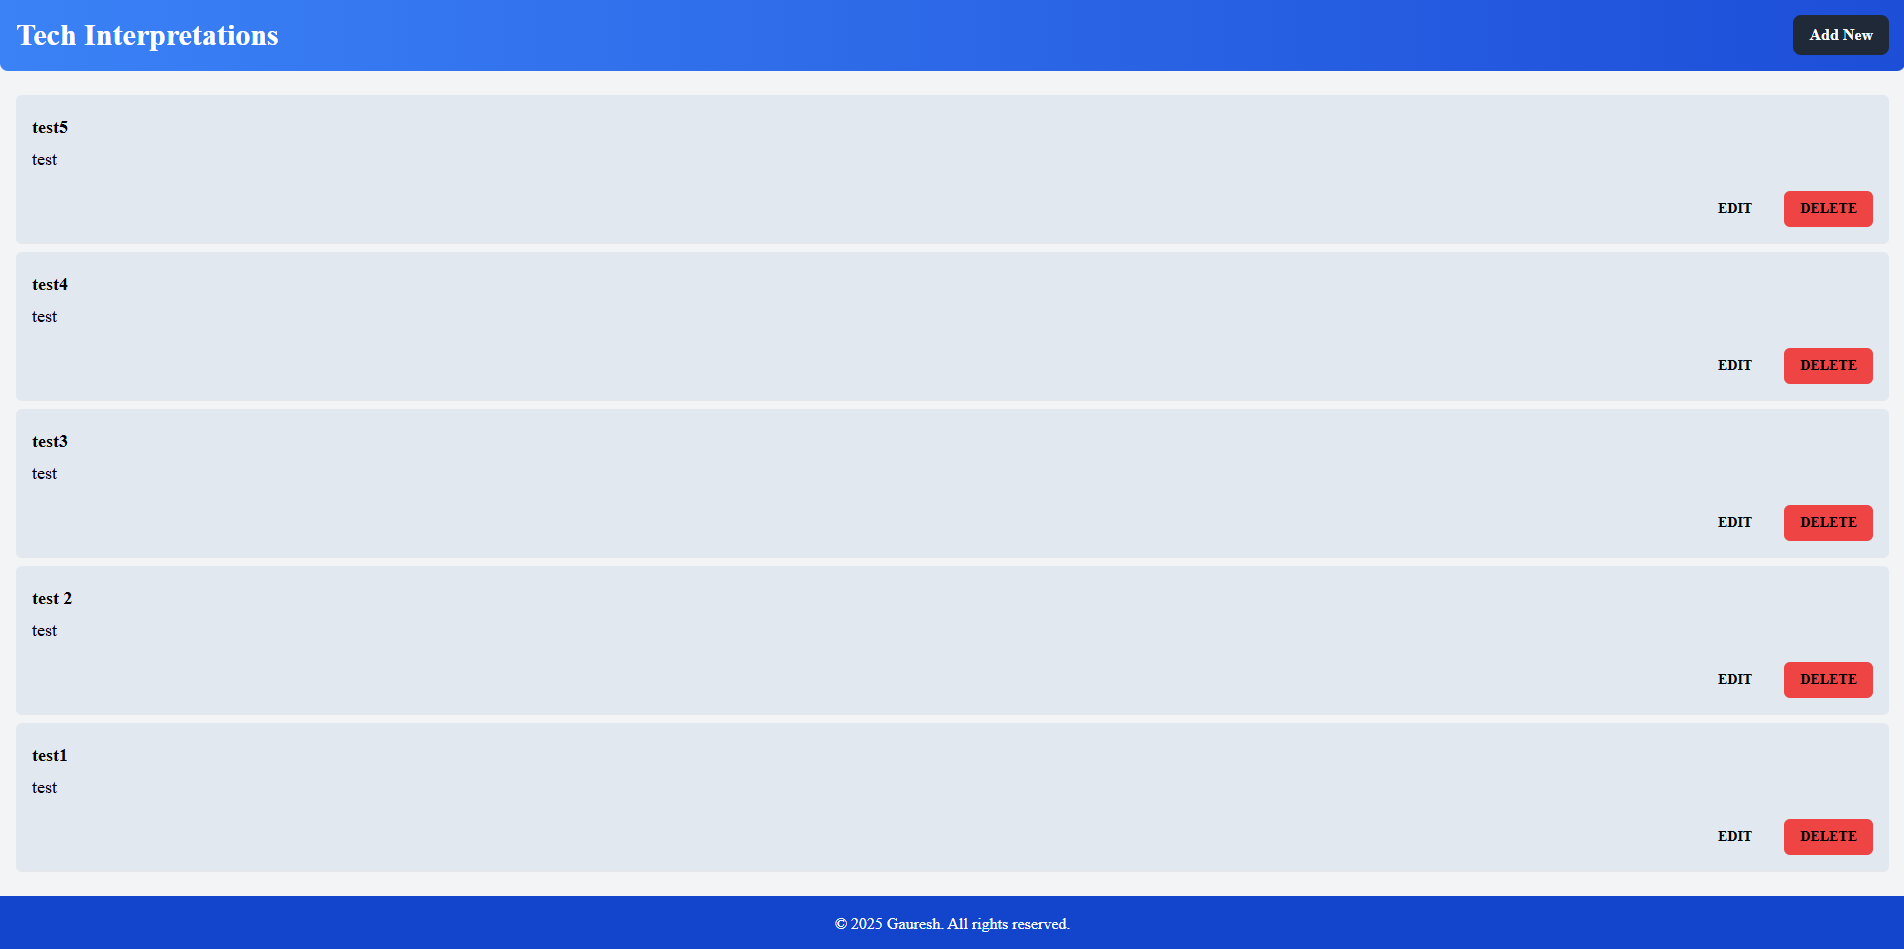 Tech Interpretations
Add New
test5
test
EDIT
DELETE
test4
test
EDIT
DELETE
test3
test
EDIT
DELETE
test 2
test
EDIT
DELETE
test1
test
EDIT
DELETE
© 2025 Gauresh. All rights reserved.